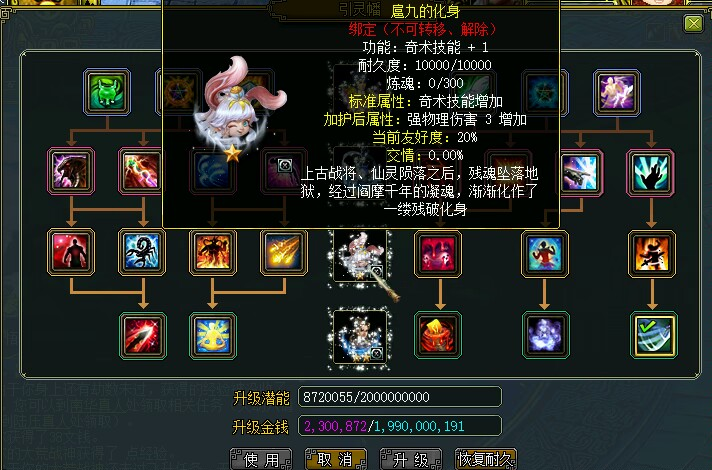 引灵幡
扈九的化身
绑定（不可转移、解除）
功能：奇术技能 + 1
耐久度：10000/10000
炼魂：0/300
标准属性：奇术技能增加
加护后属性：强物理伤害 3 增加
当前友好度：20%
交情：0.00%
上古战将、仙灵陨落之后，残魂坠落地
狱，经过阎摩千年的凝魂，渐渐化作了
一缕残破化身
升级潜能 8720055/2000000000
升级金钱 2,300,872/1,990,000,191
使 用 取 消 升 级 恢复耐久